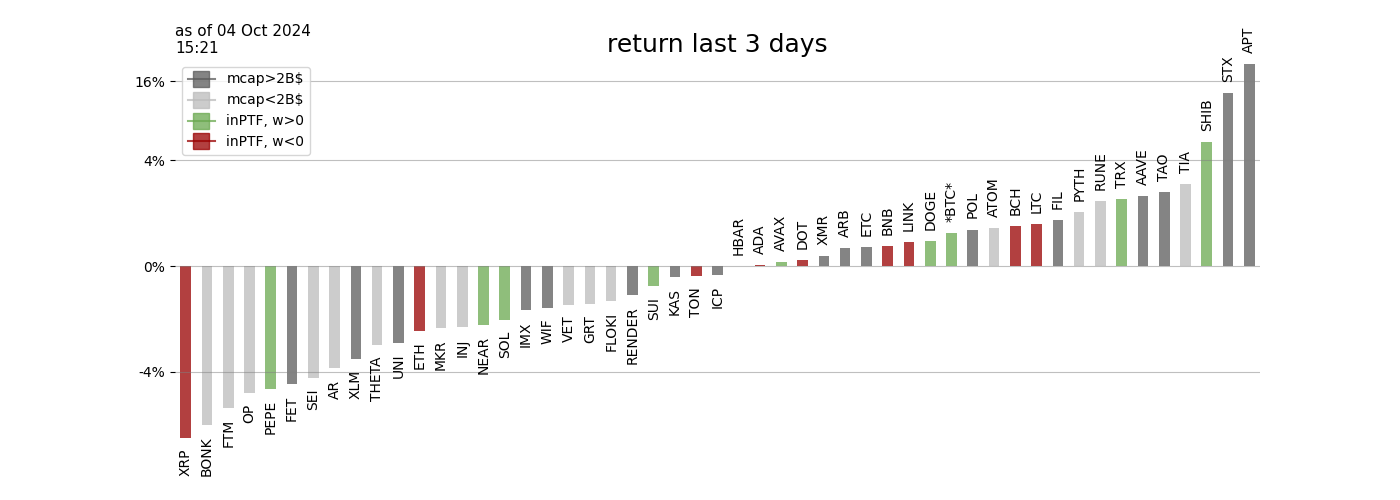 as of 04 Oct 2024
15:21
return last 3 days
mcap>2B$
mcap<2B$
inPTF, w>0
inPTF, w<0
16%
4%
0%
-4%
XRP
BONK
FTM
OP
PEPE
FET
SEI
AR
XLM
THETA
UNI
ETH
MKR
INJ
NEAR
SOL
IMX
WIF
VET
GRT
FLOKI
RENDER
SUI
KAS
TON
ICP
HBAR
ADA
AVAX
DOT
XMR
ARB
ETC
BNB
LINK
DOGE
*BTC*
POL
ATOM
BCH
LTC
FIL
PYTH
RUNE
TRX
AAVE
TAO
TIA
SHIB
STX
APT